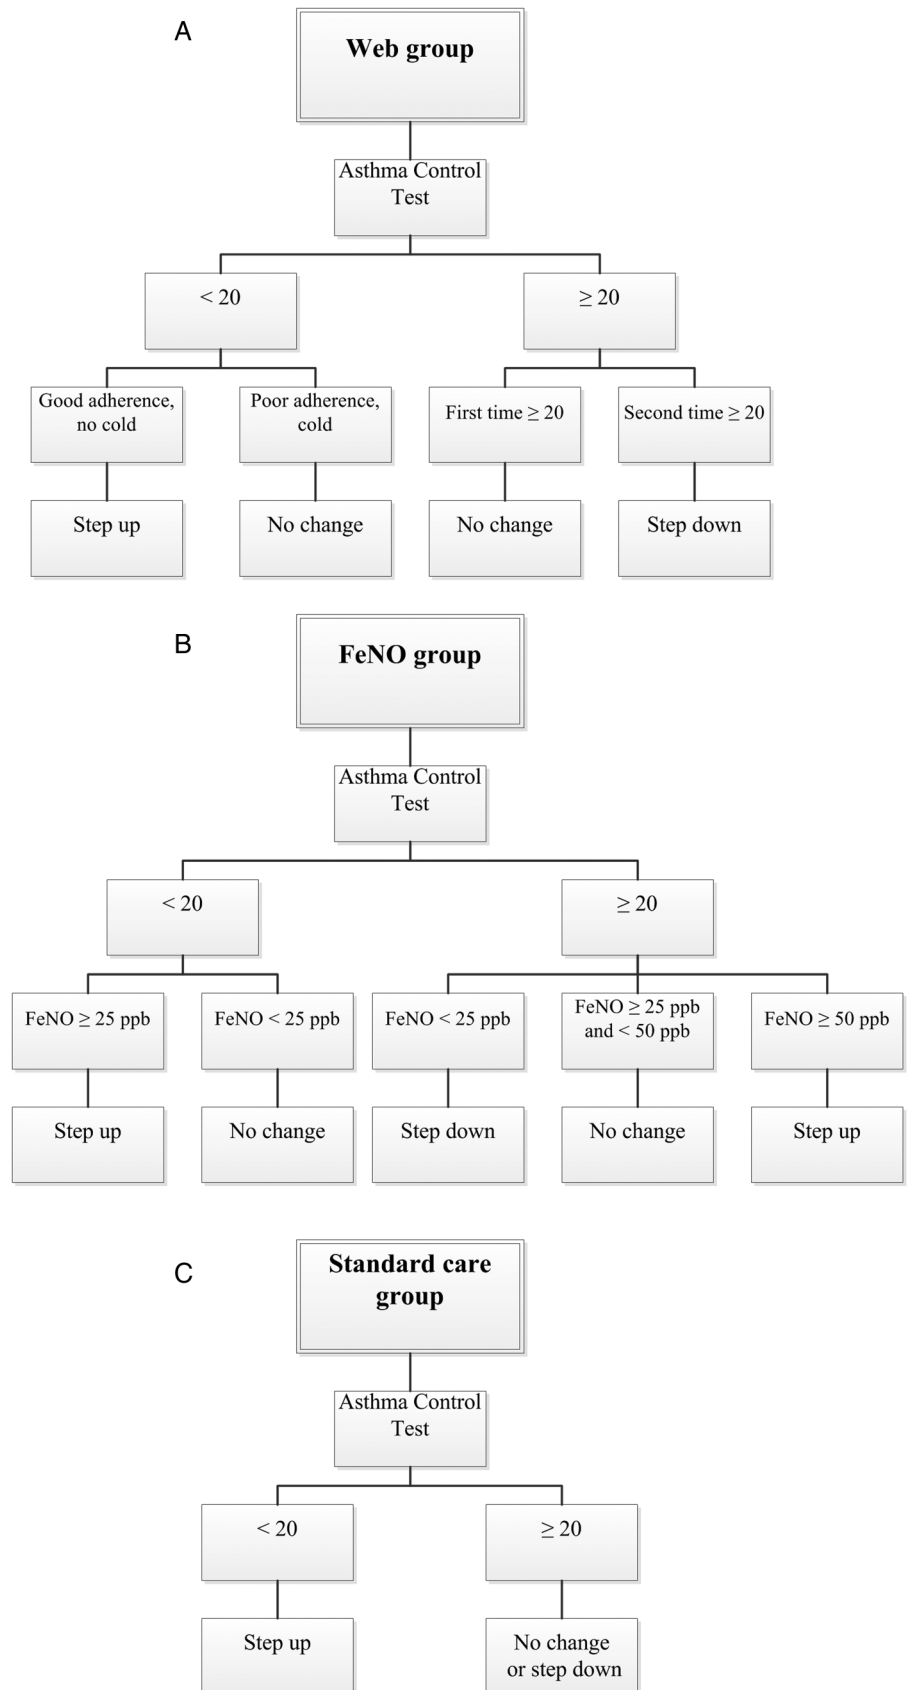 A
Web group
Asthma Control
Test
< 20
≥ 20
Good adherence,
no cold
Poor adherence,
cold
First time ≥ 20
Second time ≥ 20
Step up
No change
No change
Step down
B
FeNO group
Asthma Control
Test
< 20
≥ 20
FeNO ≥ 25 ppb
FeNO < 25 ppb
FeNO < 25 ppb
FeNO ≥ 25 ppb
and < 50 ppb
FeNO ≥ 50 ppb
Step up
No change
Step down
No change
Step up
C
Standard care
group
Asthma Control
Test
< 20
≥ 20
Step up
No change
or step down